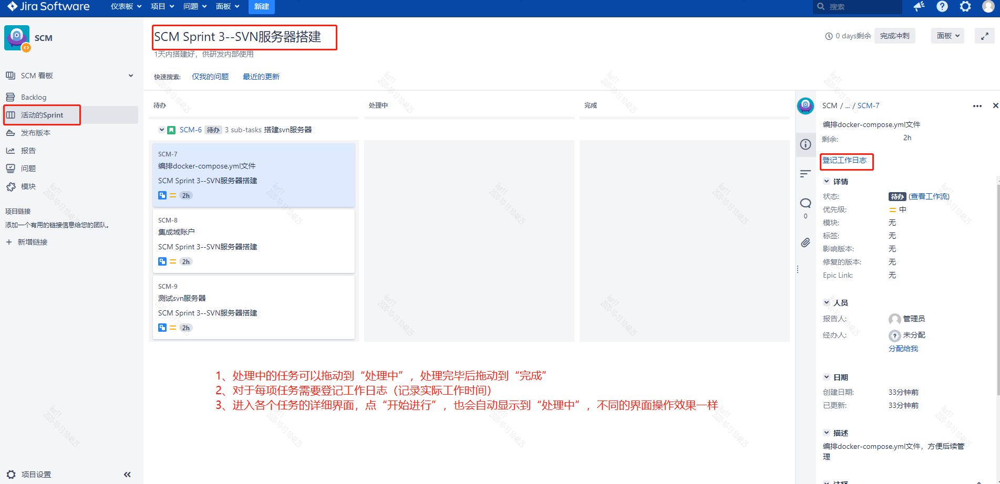 Jira Software
仪表板
项目
问题
面板
新建
搜索
SCM
SCM 看板
Backlog
活动的Sprint
发布版本
报告
问题
模块
项目链接
添加一个有用的链接信息给您的团队。
+ 新增链接
项目设置
SCM Sprint 3--SVN服务器搭建
1天内搭建好，供研发内部使用
0 days剩余
完成冲刺
面板
快速搜索:
仅我的问题
最近的更新
待办
处理中
完成
SCM-6 待办 3 sub-tasks 搭建svn服务器
SCM-7
编排docker-compose.yml文件
SCM Sprint 3--SVN服务器搭建
2h
SCM-8
集成域账户
SCM Sprint 3--SVN服务器搭建
2h
SCM-9
测试svn服务器
SCM Sprint 3--SVN服务器搭建
2h
1、处理中的任务可以拖动到“处理中”，处理完毕后拖动到“完成”
2、对于每项任务需要登记工作日志（记录实际工作时间）
3、进入各个任务的详细界面，点“开始进行”，也会自动显示到“处理中”，不同的界面操作效果一样
0
SCM / ... / SCM-7
编排docker-compose.yml文件
剩余: 2h
登记工作日志
详情
状态: 待办 (查看工作流)
优先级: 中
模块: 无
标签: 无
影响版本: 无
修复的版本: 无
Epic Link: 无
人员
报告人: 管理员
经办人: 未分配
分配给我
日期
创建日期: 33分钟前
已更新: 33分钟前
描述
编排docker-compose.yml文件，方便后续管
理